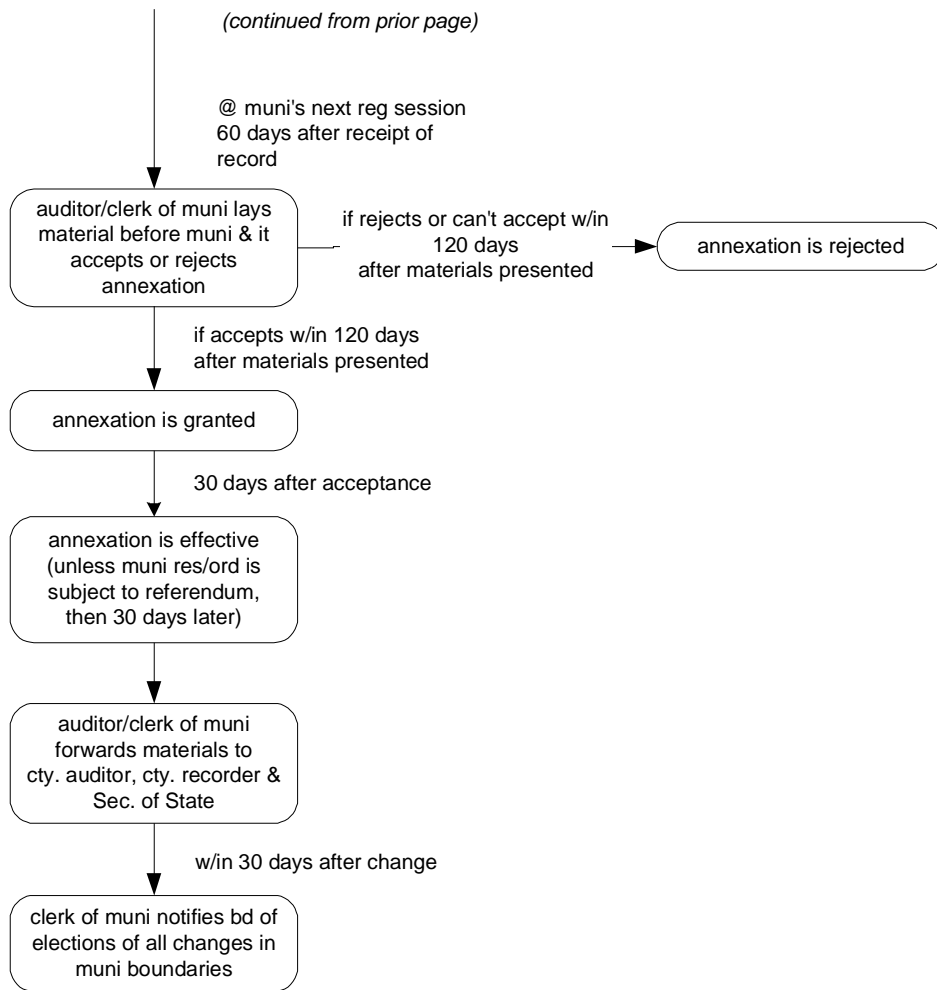 (continued from prior page)
@ muni's next reg session
60 days after receipt of
record
auditor/clerk of muni lays
material before muni & it
accepts or rejects
annexation
if rejects or can't accept w/in
120 days
after materials presented
annexation is rejected
if accepts w/in 120 days
after materials presented
annexation is granted
30 days after acceptance
annexation is effective
(unless muni res/ord is
subject to referendum,
then 30 days later)
auditor/clerk of muni
forwards materials to
cty. auditor, cty. recorder &
Sec. of State
w/in 30 days after change
clerk of muni notifies bd of
elections of all changes in
muni boundaries